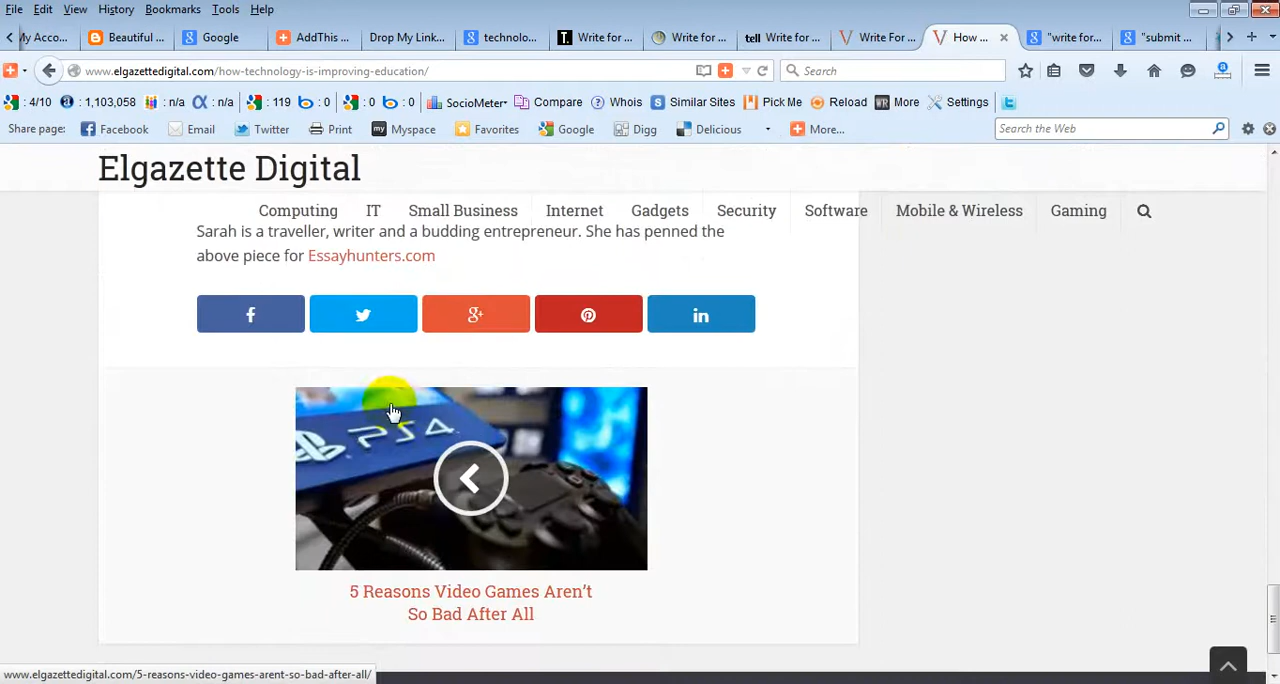 File Edit View History Bookmarks Tools Help
My Acco... Beautiful ... Google AddThis ... Drop My Link... technolo... T. Write for ... Write for ... tell Write for ... Write For ... How ... × "write for... "submit ...
www.elgazettedigital.com/how-technology-is-improving-education/ Search
: 4/10 : 1,103,058 : n/a : n/a : 119 : 0 : 0 : 0 SocioMeter Compare Whois Similar Sites Pick Me Reload More Settings
Share page: Facebook Email Twitter Print Myspace Favorites Google Digg Delicious More... Search the Web
Elgazette Digital
Computing IT Small Business Internet Gadgets Security Software Mobile & Wireless Gaming
Sarah is a traveller, writer and a budding entrepreneur. She has penned the
above piece for Essayhunters.com
PS4
5 Reasons Video Games Aren't
So Bad After All
www.elgazettedigital.com/5-reasons-video-games-arent-so-bad-after-all/